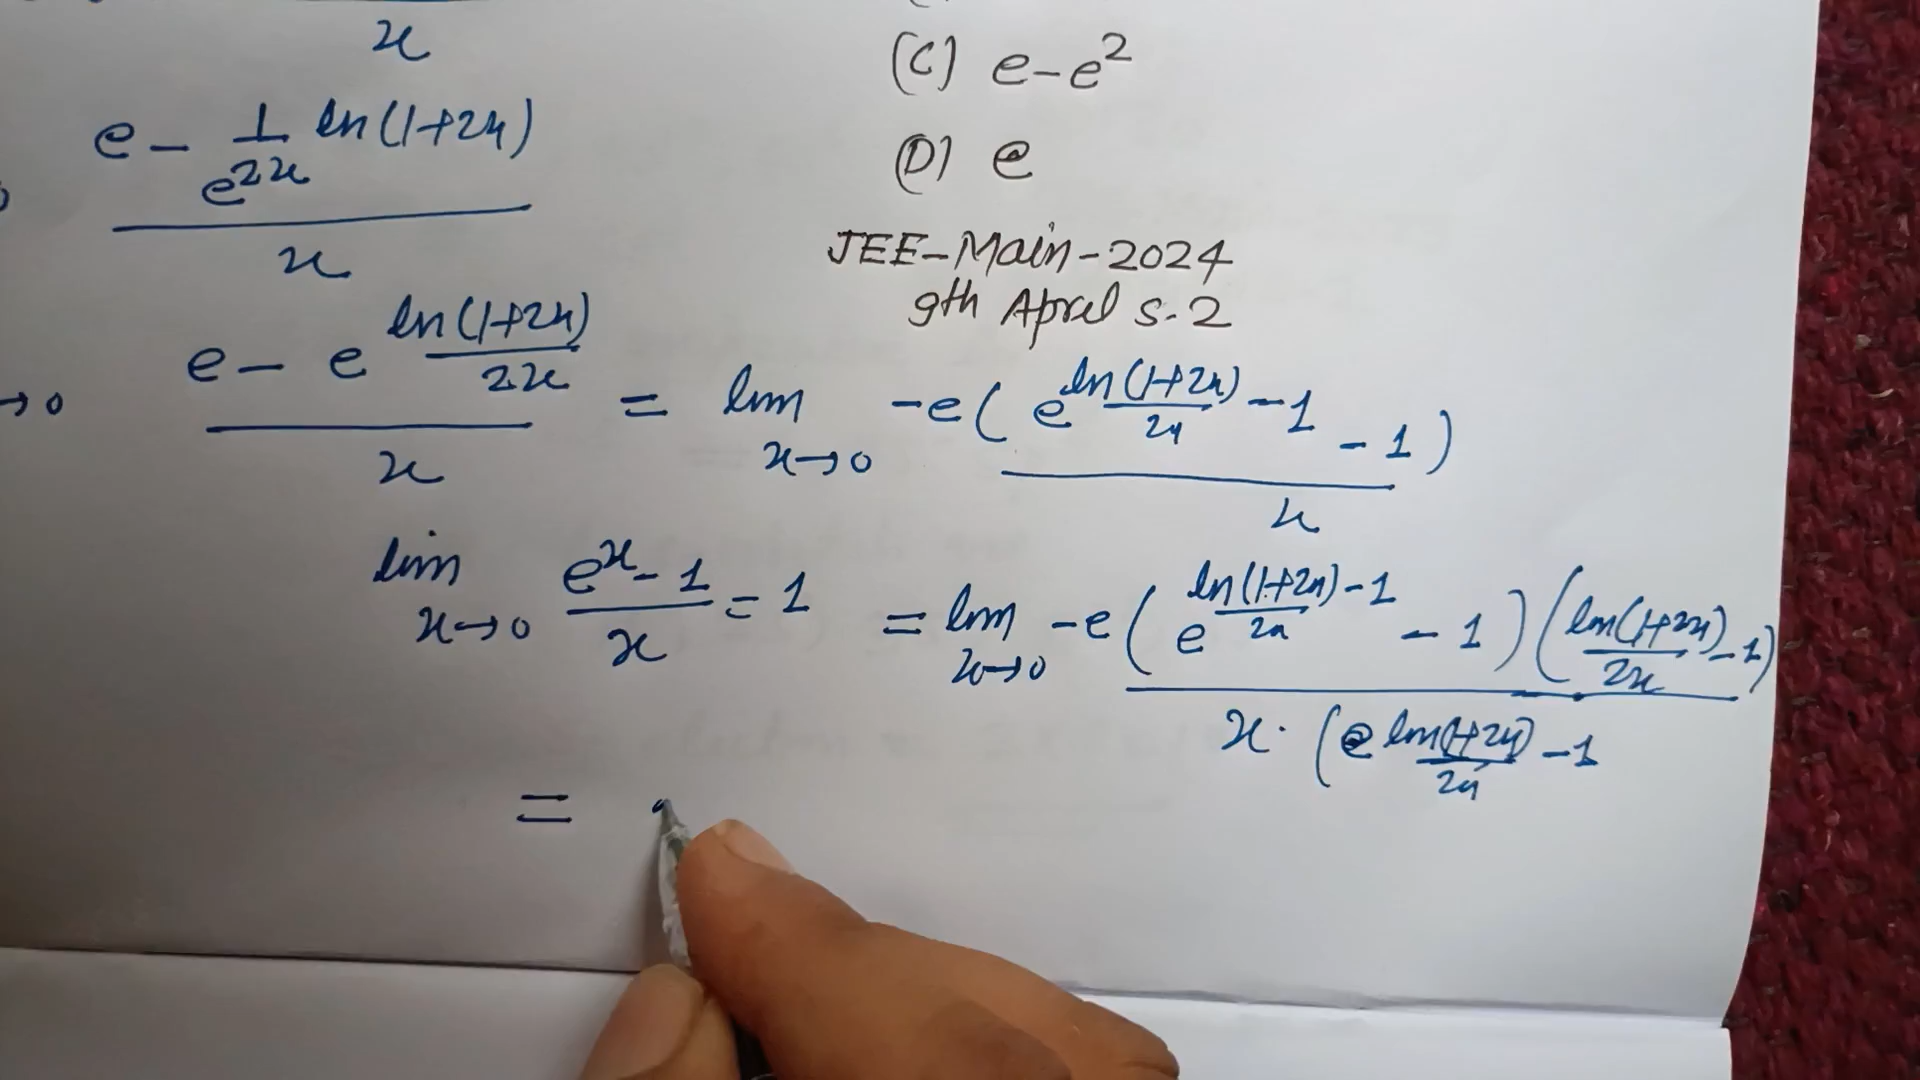 x
(C) e-e²
e - 1/e^2x ln(1+2x)
x
(D) e
JEE-Main-2024
9th April S-2
→0 e - e^ln(1+2x)/2x / x = lim x→0 -e(e^ln(1+2x)/2x -1 - 1) / x
lim x→0 e^x - 1 / x = 1 = lim x→0 -e(e^ln(1+2x)/2x -1 - 1)(ln(1+2x)/2x -1) / x·(e ln(1+2x)/2x -1
=